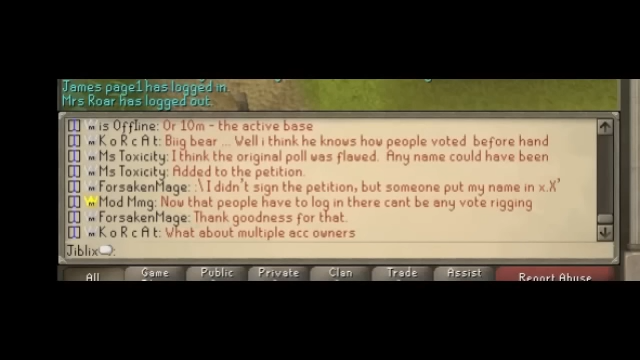 James page1 has logged in.
Mrs Roar has logged out.
is Offline: Or 10m - the active base
K o R c A t: Biig bear ... Well i think he knows how people voted before hand
Ms Toxicity: I think the original poll was flawed. Any name could have been
Ms Toxicity: Added to the petition.
ForsakenMage: :\ I didn't sign the petition, but someone put my name in x.X'
Mod Mmg: Now that people have to log in there cant be any vote rigging
ForsakenMage: Thank goodness for that.
K o R c A t: What about multiple acc owners
Jiblix:
All
Game
Public
Private
Clan
Trade
Assist
Report Abuse